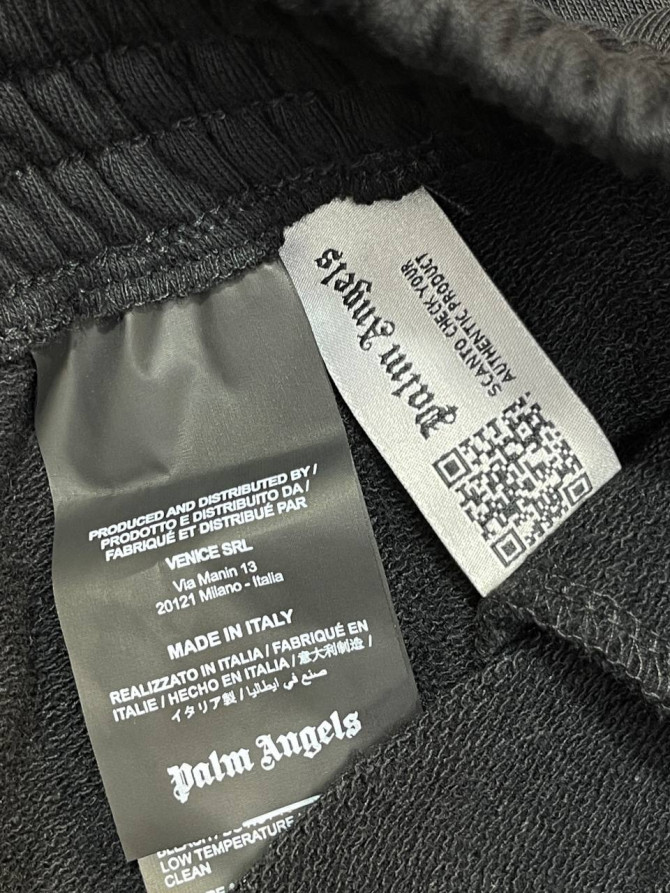 Palm Angels
SCAN TO CHECK YOUR
AUTHENTIC PRODUCT
PRODUCED AND DISTRIBUTED BY /
PRODOTTO E DISTRIBUITO DA /
FABRIQUÉ ET DISTRIBUÉ PAR
VENICE SRL
Via Manin 13
20121 Milano - Italia
MADE IN ITALY
REALIZZATO IN ITALIA / FABRIQUÉ EN
ITALIE / HECHO EN ITALIA / 意大利制造 /
イタリア製 / صنع في ايطاليا
Palm Angels
LOW TEMPERATURE
CLEAN